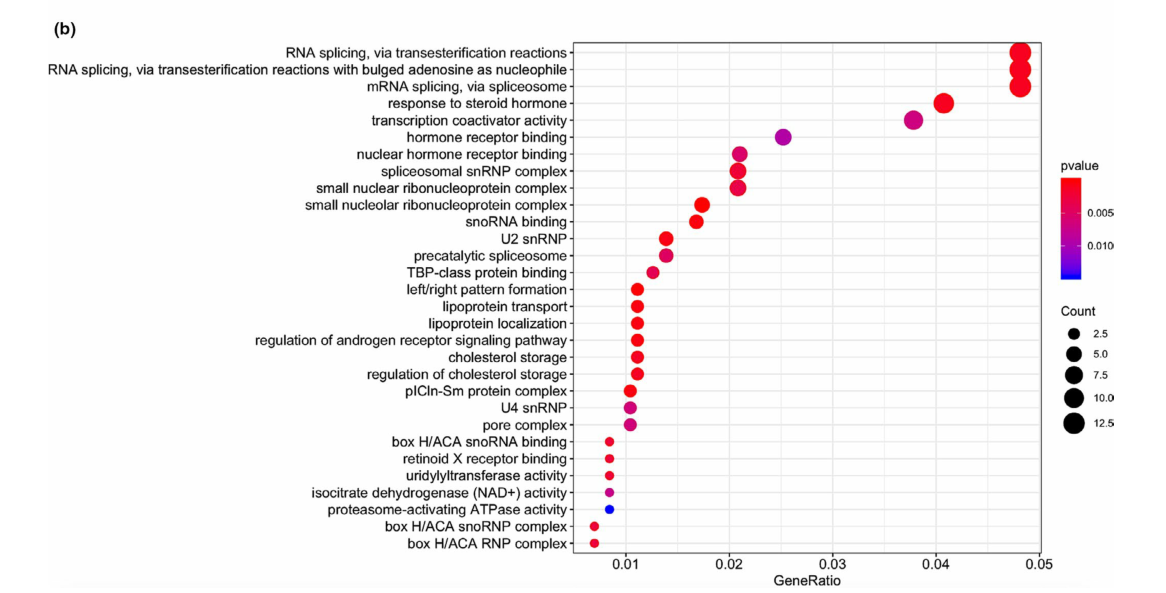 (b)
RNA splicing, via transesterification reactions
RNA splicing, via transesterification reactions with bulged adenosine as nucleophile
mRNA splicing, via spliceosome
response to steroid hormone
transcription coactivator activity
hormone receptor binding
nuclear hormone receptor binding
spliceosomal snRNP complex
small nuclear ribonucleoprotein complex
small nucleolar ribonucleoprotein complex
snoRNA binding
U2 snRNP
precatalytic spliceosome
TBP-class protein binding
left/right pattern formation
lipoprotein transport
lipoprotein localization
regulation of androgen receptor signaling pathway
cholesterol storage
regulation of cholesterol storage
pICln-Sm protein complex
U4 snRNP
pore complex
box H/ACA snoRNA binding
retinoid X receptor binding
uridylyltransferase activity
isocitrate dehydrogenase (NAD+) activity
proteasome-activating ATPase activity
box H/ACA snoRNP complex
box H/ACA RNP complex
0.01 0.02 0.03 0.04 0.05
GeneRatio
pvalue
0.005
0.010
Count
2.5
5.0
7.5
10.0
12.5